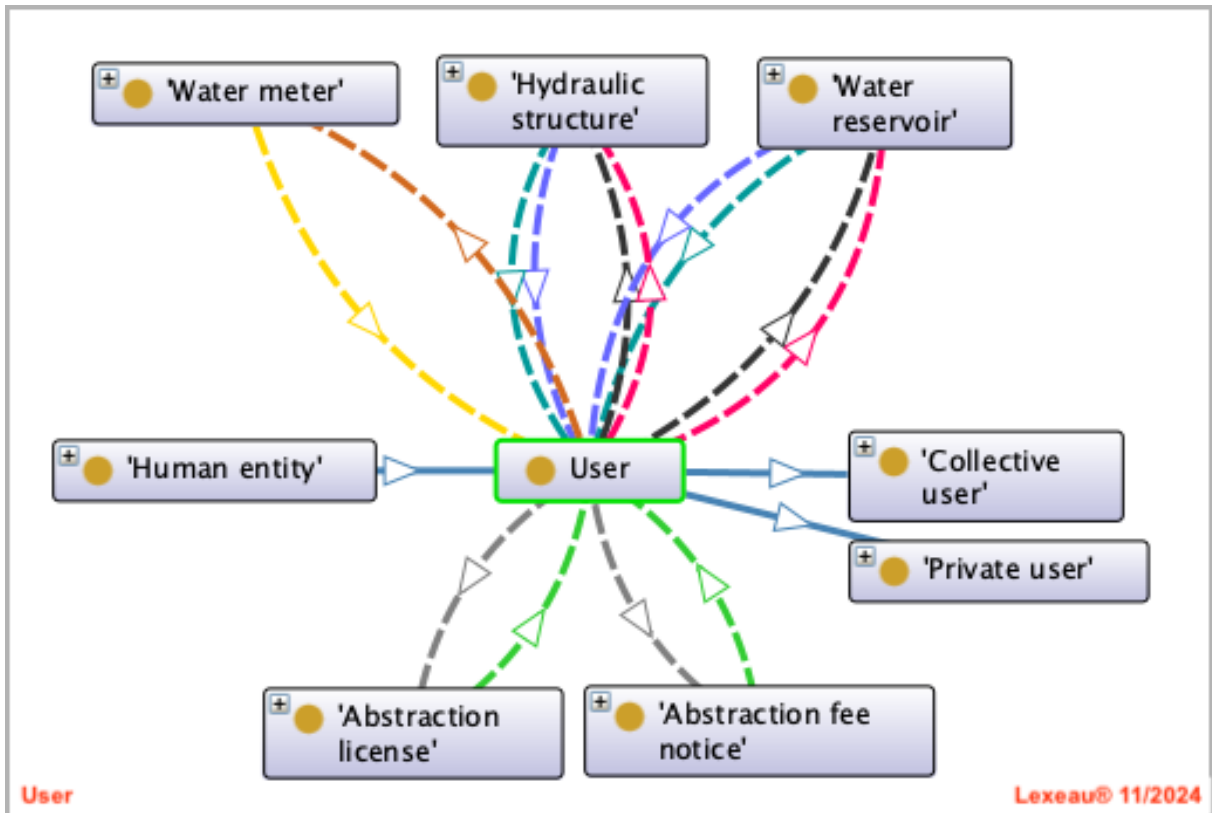 'Water meter'
'Hydraulic
structure'
'Water
reservoir'
'Human entity'
User
'Collective
user'
'Private user'
'Abstraction
license'
'Abstraction fee
notice'
User
Lexeau® 11/2024